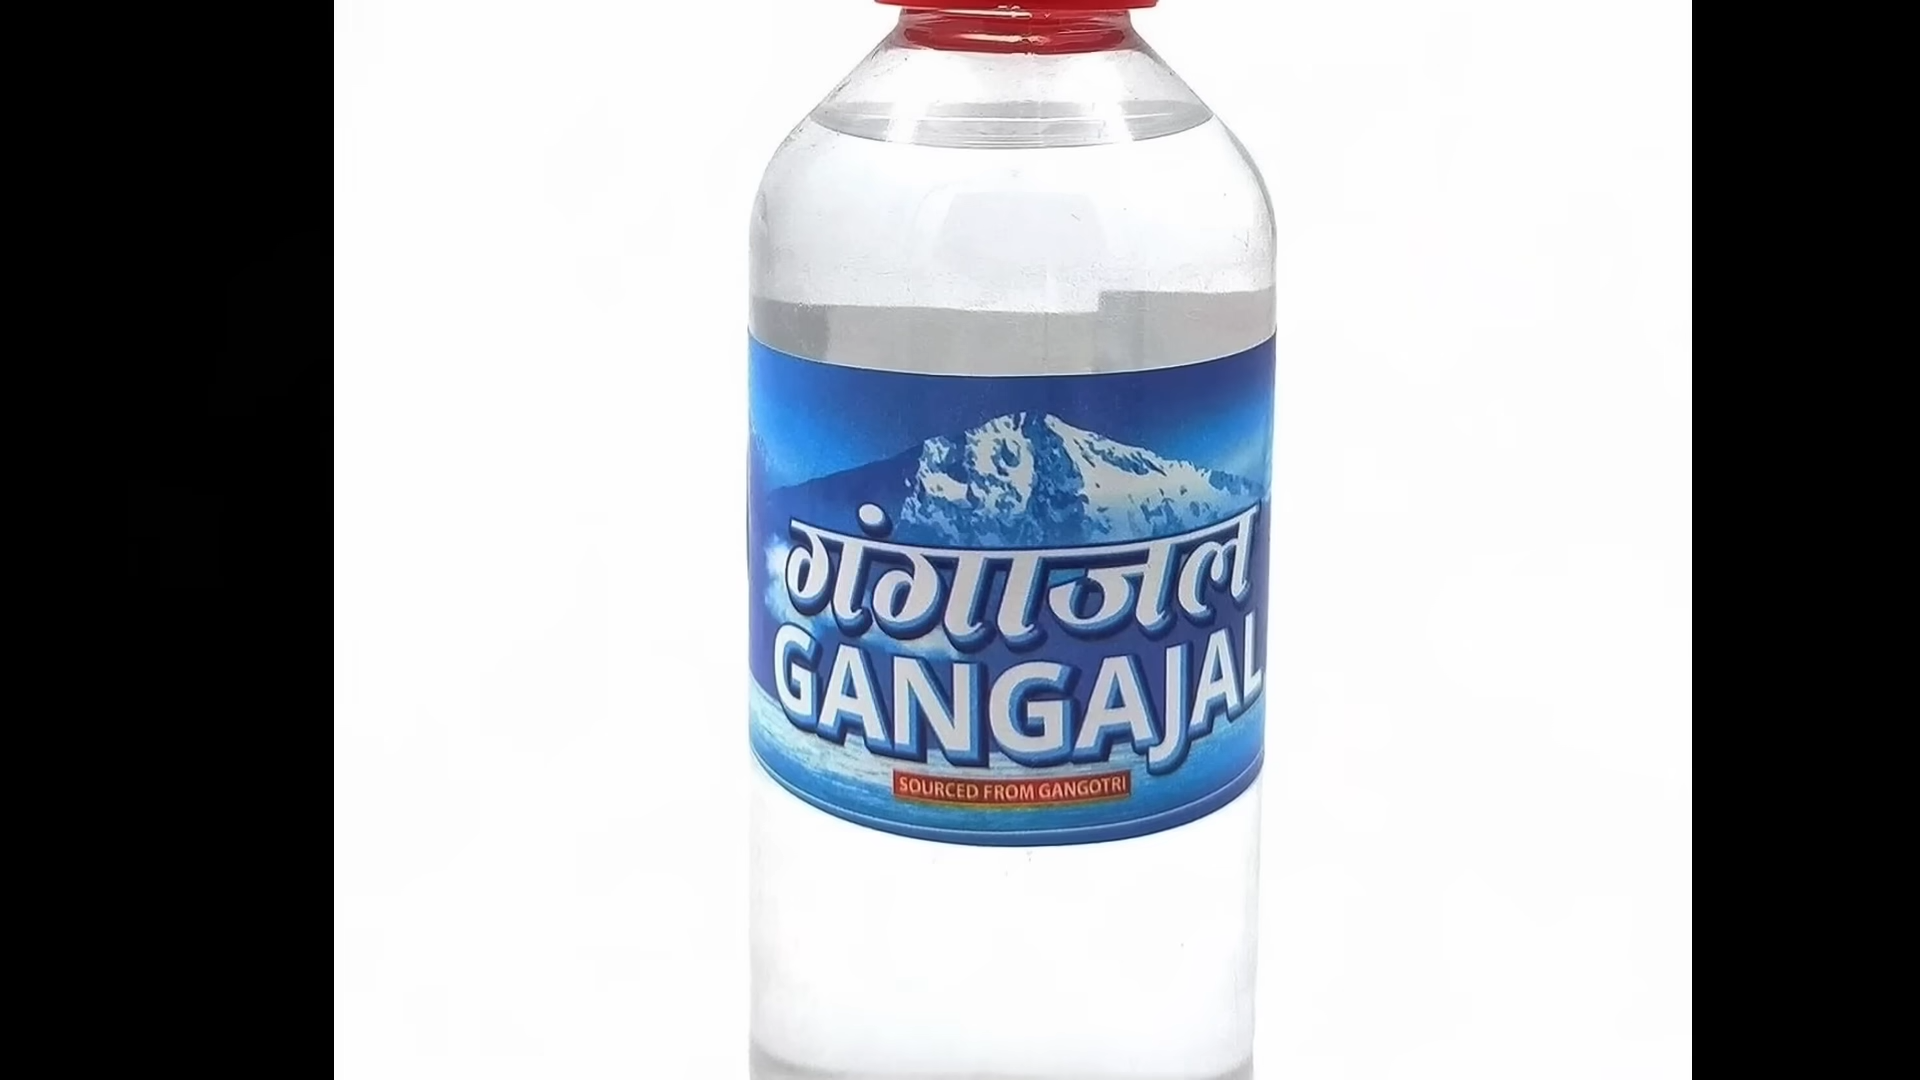 गंगाजल
GANGAJAL
SOURCED FROM GANGOTRI